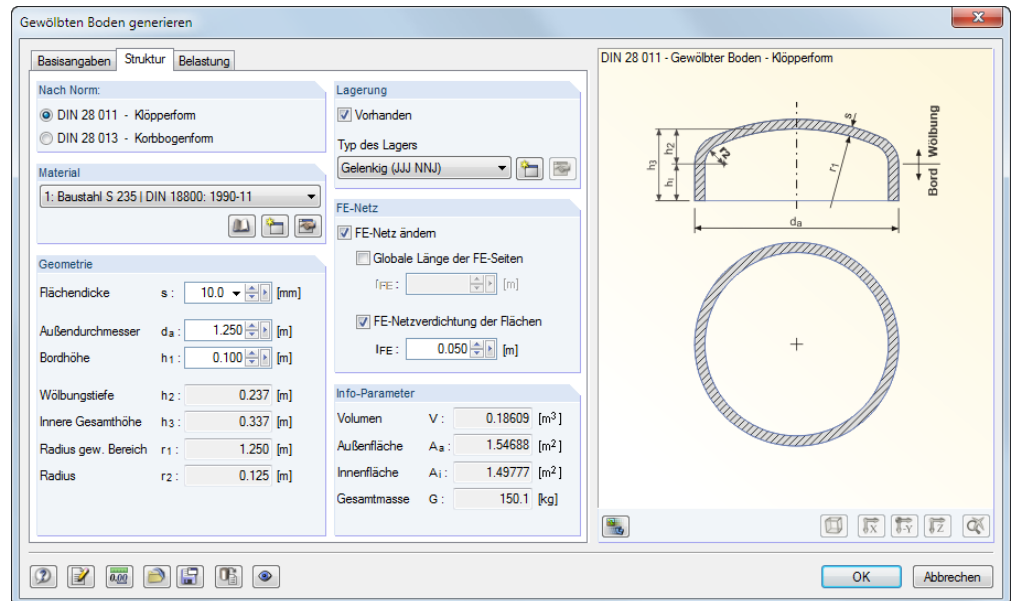 Gewölbten Boden generieren
Basisangaben Struktur Belastung
Nach Norm:
DIN 28 011 - Klöpperform
DIN 28 013 - Korbbogenform
Material
1: Baustahl S 235 | DIN 18800: 1990-11
Geometrie
Flächendicke s : 10.0 [mm]
Außendurchmesser da : 1.250 [m]
Bordhöhe h1 : 0.100 [m]
Wölbungstiefe h2 : 0.237 [m]
Innere Gesamthöhe h3 : 0.337 [m]
Radius gew. Bereich r1 : 1.250 [m]
Radius r2 : 0.125 [m]
0,00
Lagerung
Vorhanden
Typ des Lagers
Gelenkig (JJJ NNJ)
FE-Netz
FE-Netz ändern
Globale Länge der FE-Seiten
lFE : [m]
FE-Netzverdichtung der Flächen
lFE : 0.050 [m]
Info-Parameter
Volumen V : 0.18609 [m3]
Außenfläche Aa : 1.54688 [m2]
Innenfläche Ai : 1.49777 [m2]
Gesamtmasse G : 150.1 [kg]
DIN 28 011 - Gewölbter Boden - Klöpperform
s
h3
h2
h1
r2
r1
da
Bord Wölbung
X -Y Z
OK Abbrechen